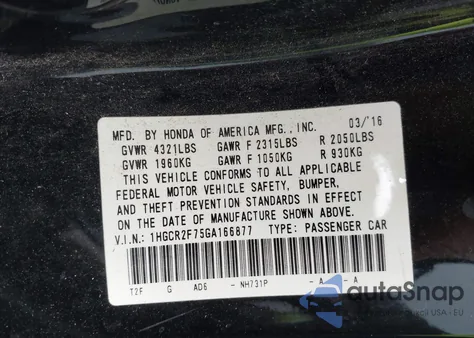 MFD. BY HONDA OF AMERICA MFG., INC. 03/'16
GVWR 4321LBS GAWR F 2315LBS R 2050LBS
GVWR 1960KG GAWR F 1050KG R 930KG
THIS VEHICLE CONFORMS TO ALL APPLICABLE
FEDERAL MOTOR VEHICLE SAFETY, BUMPER,
AND THEFT PREVENTION STANDARDS IN EFFECT
ON THE DATE OF MANUFACTURE SHOWN ABOVE.
V.I.N.: 1HGCR2F75GA166877 TYPE: PASSENGER CAR
T2F G AD6 - NH731P - A - A
autoSnap